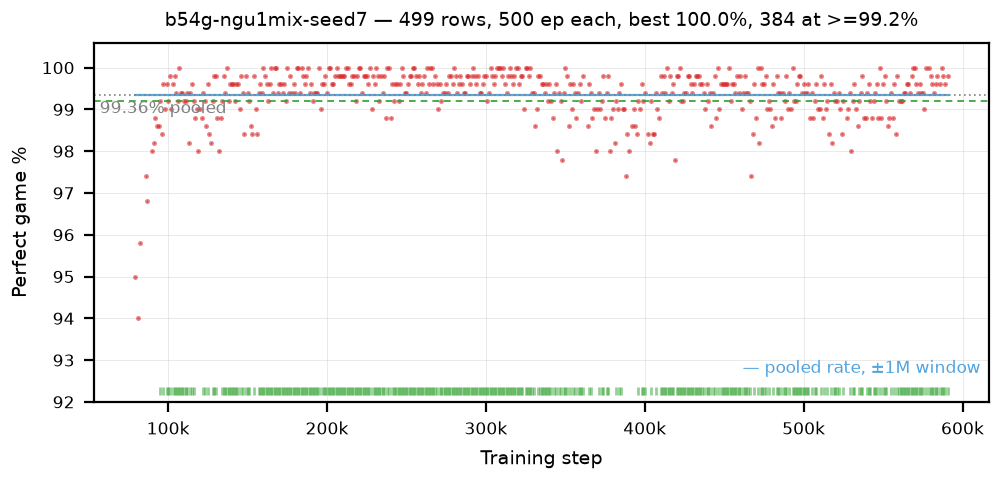 b54g-ngu1mix-seed7 — 499 rows, 500 ep each, best 100.0%, 384 at >=99.2%
Perfect game %
100
99
98
97
96
95
94
93
92
99.36% pooled
— pooled rate, ±1M window
100k
200k
300k
400k
500k
600k
Training step